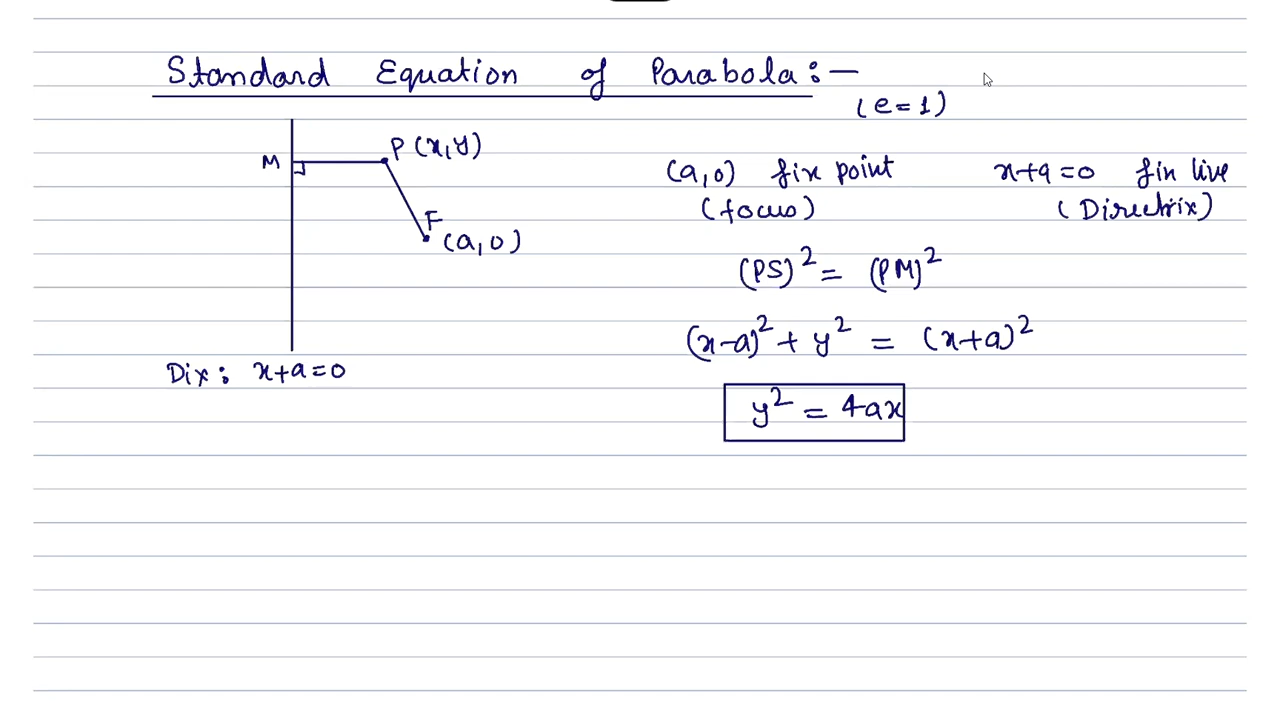 Standard Equation of Parabola :—
(e=1)
M
P(x,y)
F
(a,0)
Dix: x+a=0
(a,0) fix point
(focus)
x+a=0 fix line
(Directrix)
(PS)² = (PM)²
(x-a)² + y² = (x+a)²
y² = 4ax